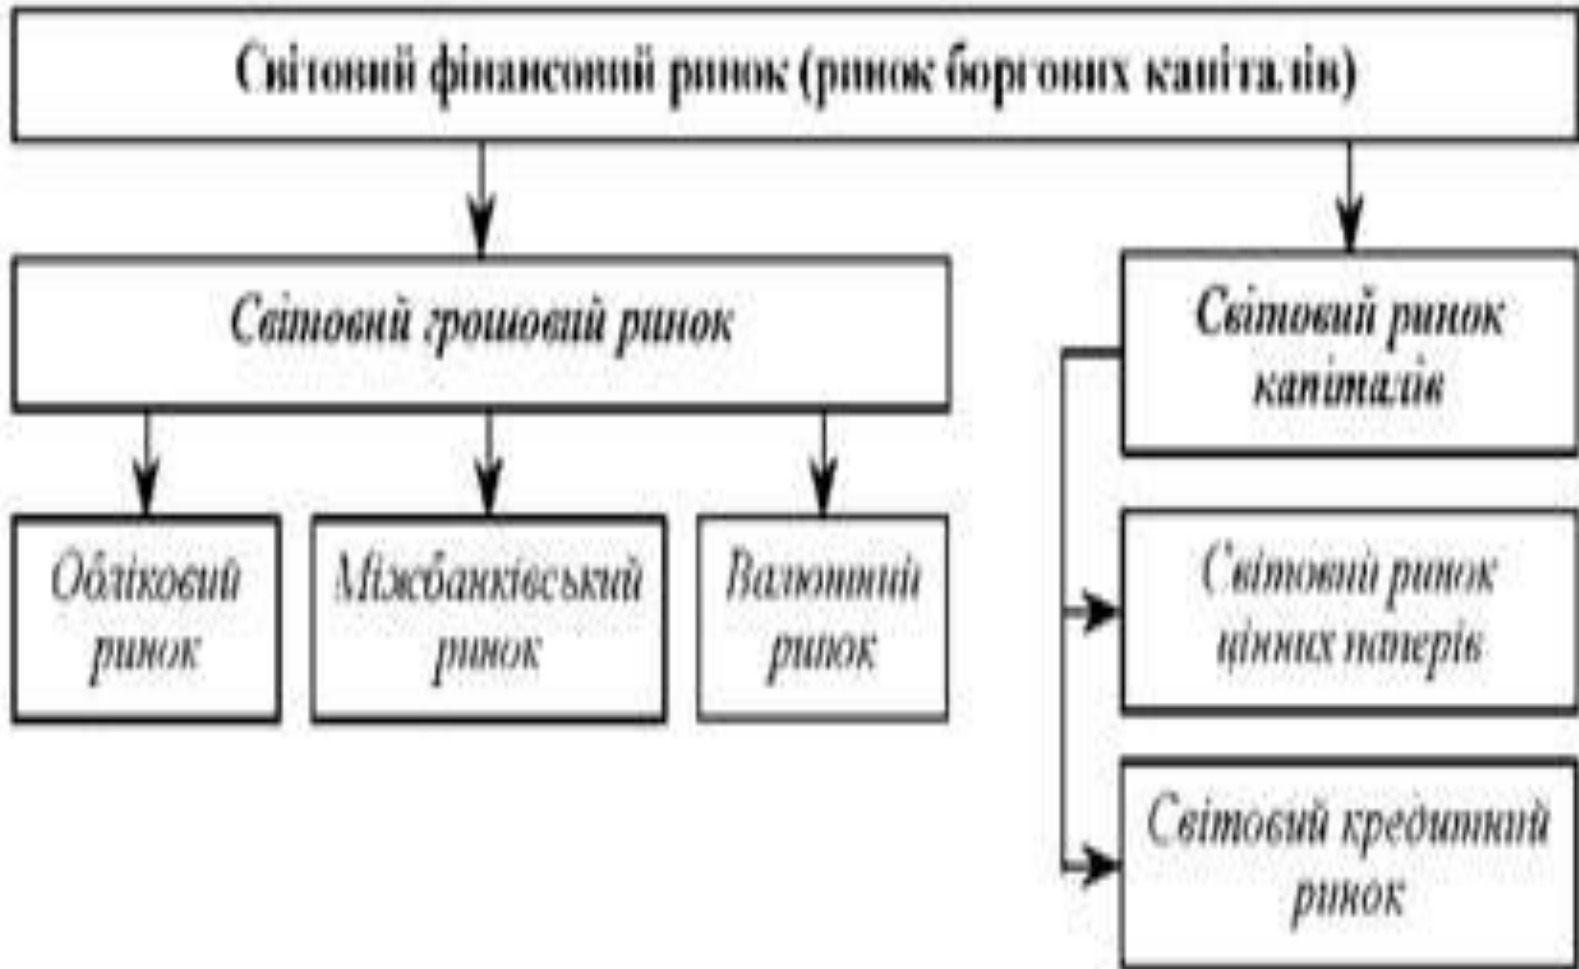 Світовий фінансовий ринок (ринок боргових капіталів)
Світовий грошовий ринок
Світовий ринок
капіталів
Обліковий
ринок
Міжбанківський
ринок
Валютний
ринок
Світовий ринок
цінних паперів
Світовий кредитний
ринок